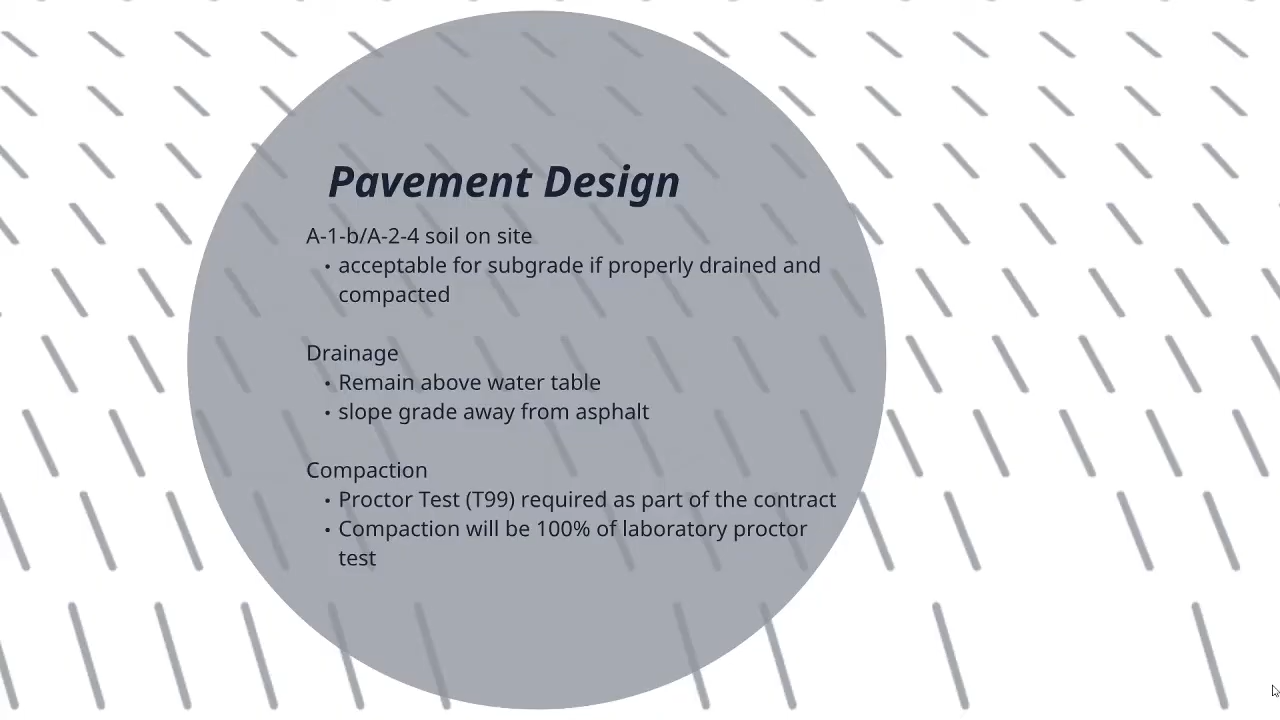 Pavement Design
A-1-b/A-2-4 soil on site
• acceptable for subgrade if properly drained and
compacted
Drainage
• Remain above water table
• slope grade away from asphalt
Compaction
• Proctor Test (T99) required as part of the contract
• Compaction will be 100% of laboratory proctor
test